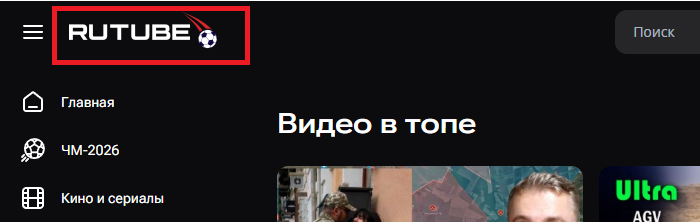 RUTUBE
Поиск
Главная
Видео в топе
ЧМ-2026
Кино и сериалы
Ultra
AGV